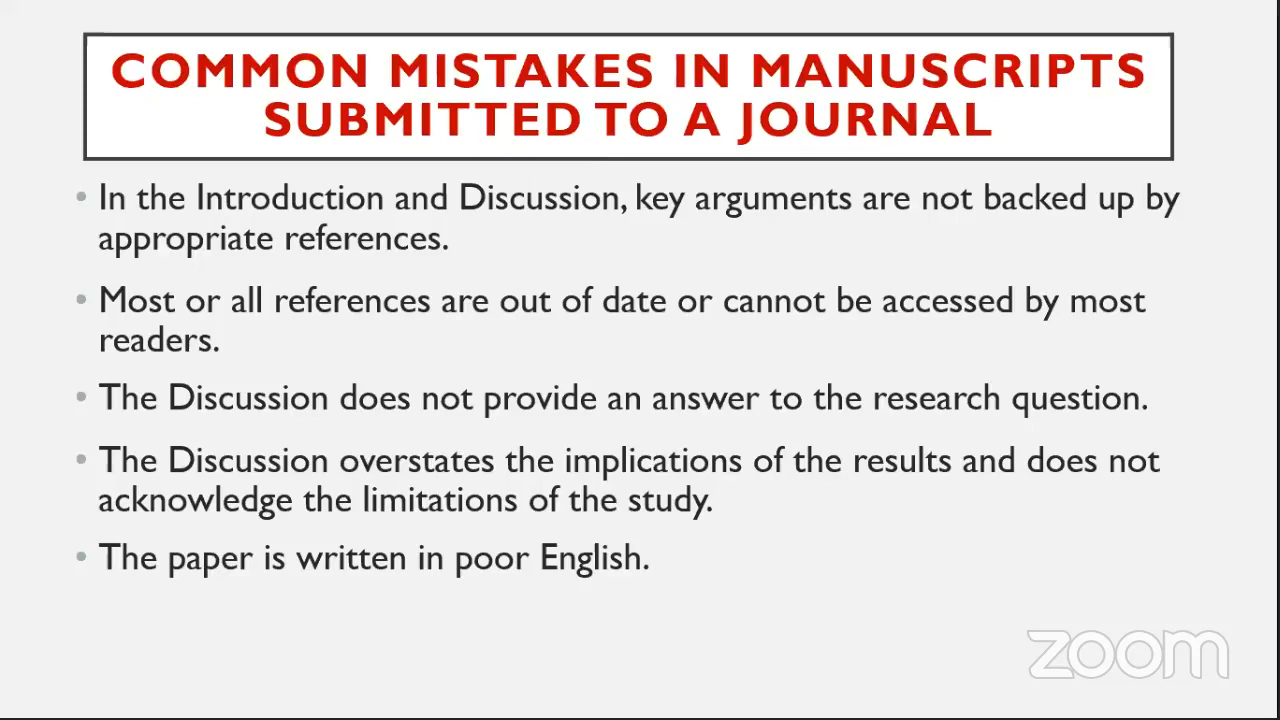 COMMON MISTAKES IN MANUSCRIPTS
SUBMITTED TO A JOURNAL
• In the Introduction and Discussion, key arguments are not backed up by
appropriate references.
• Most or all references are out of date or cannot be accessed by most
readers.
• The Discussion does not provide an answer to the research question.
• The Discussion overstates the implications of the results and does not
acknowledge the limitations of the study.
• The paper is written in poor English.
zoom